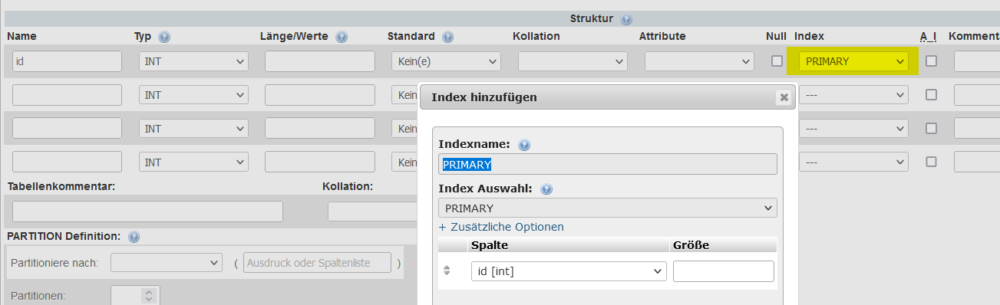 Struktur
Name Typ Länge/Werte Standard Kollation Attribute Null Index A_I Kommenta
id INT Kein(e) PRIMARY
INT Kein ---
INT Kein ---
INT Kein ---
Index hinzufügen
Indexname:
PRIMARY
Index Auswahl:
PRIMARY
+ Zusätzliche Optionen
Spalte Größe
id [int]
Tabellenkommentar: Kollation:
PARTITION Definition:
Partitioniere nach: ( Ausdruck oder Spaltenliste )
Partitionen: